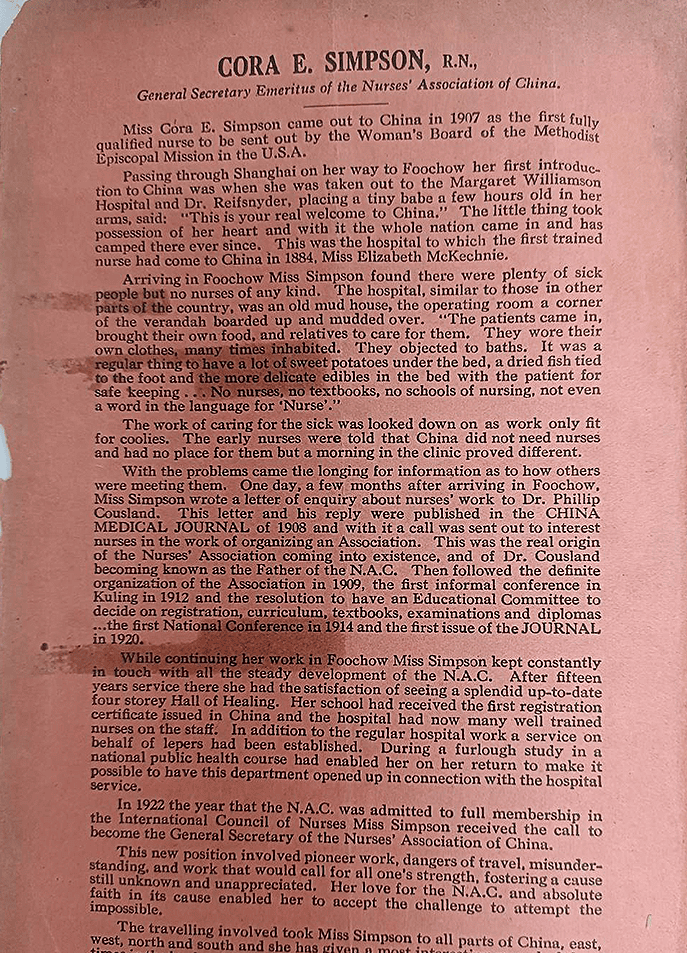 CORA E. SIMPSON, R.N.,
General Secretary Emeritus of the Nurses' Association of China.
Miss Cora E. Simpson came out to China in 1907 as the first fully
qualified nurse to be sent out by the Woman's Board of the Methodist
Episcopal Mission in the U.S.A.
Passing through Shanghai on her way to Foochow her first introduc-
tion to China was when she was taken out to the Margaret Williamson
Hospital and Dr. Reifsnyder, placing a tiny babe a few hours old in her
arms, said: "This is your real welcome to China." The little thing took
possession of her heart and with it the whole nation came in and has
camped there ever since. This was the hospital to which the first trained
nurse had come to China in 1884, Miss Elizabeth McKechnie.
Arriving in Foochow Miss Simpson found there were plenty of sick
people but no nurses of any kind. The hospital, similar to those in other
parts of the country, was an old mud house, the operating room a corner
of the verandah boarded up and mudded over. "The patients came in,
brought their own food, and relatives to care for them. They wore their
own clothes, many times inhabited. They objected to baths. It was a
regular thing to have a lot of sweet potatoes under the bed, a dried fish tied
to the foot and the more delicate edibles in the bed with the patient for
safe keeping . . . No nurses, no textbooks, no schools of nursing, not even
a word in the language for 'Nurse'."
The work of caring for the sick was looked down on as work only fit
for coolies. The early nurses were told that China did not need nurses
and had no place for them but a morning in the clinic proved different.
With the problems came the longing for information as to how others
were meeting them. One day, a few months after arriving in Foochow,
Miss Simpson wrote a letter of enquiry about nurses' work to Dr. Phillip
Cousland. This letter and his reply were published in the CHINA
MEDICAL JOURNAL of 1908 and with it a call was sent out to interest
nurses in the work of organizing an Association. This was the real origin
of the Nurses' Association coming into existence, and of Dr. Cousland
becoming known as the Father of the N.A.C. Then followed the definite
organization of the Association in 1909, the first informal conference in
Kuling in 1912 and the resolution to have an Educational Committee to
decide on registration, curriculum, textbooks, examinations and diplomas
...the first National Conference in 1914 and the first issue of the JOURNAL
in 1920.
While continuing her work in Foochow Miss Simpson kept constantly
in touch with all the steady development of the N.A.C. After fifteen
years service there she had the satisfaction of seeing a splendid up-to-date
four storey Hall of Healing. Her school had received the first registration
certificate issued in China and the hospital had now many well trained
nurses on the staff. In addition to the regular hospital work a service on
behalf of lepers had been established. During a furlough study in a
national public health course had enabled her on her return to make it
possible to have this department opened up in connection with the hospital
service.
In 1922 the year that the N.A.C. was admitted to full membership in
the International Council of Nurses Miss Simpson received the call to
become the General Secretary of the Nurses' Association of China.
This new position involved pioneer work, dangers of travel, misunder-
standing, and work that would call for all one's strength, fostering a cause
still unknown and unappreciated. Her love for the N.A.C. and absolute
faith in its cause enabled her to accept the challenge to attempt the
impossible.
The travelling involved took Miss Simpson to all parts of China, east,
west, north and south and she has given a most